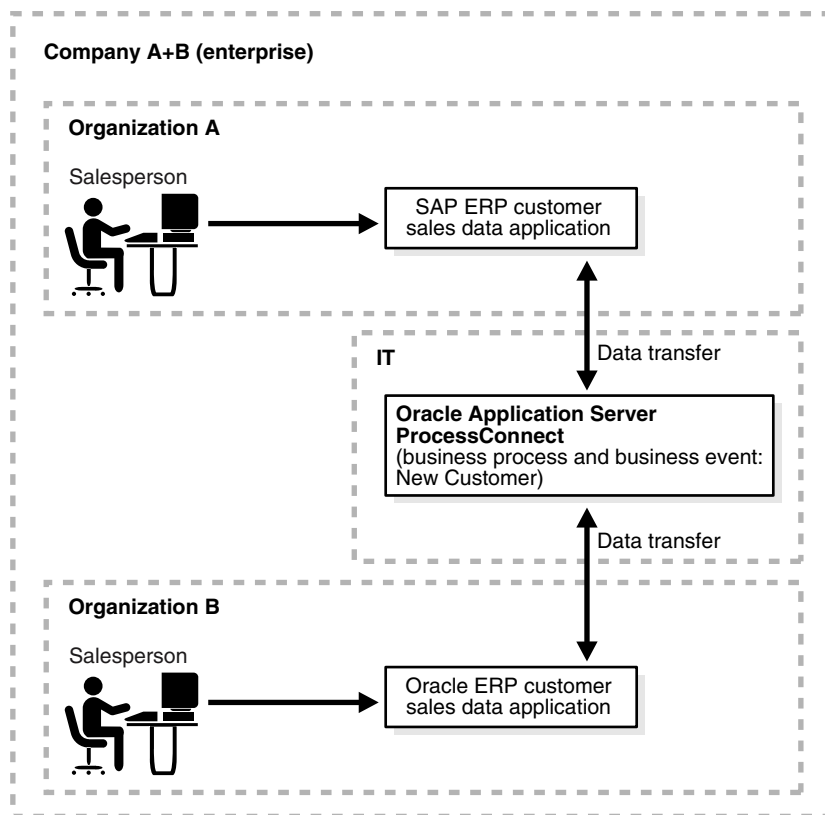 Company A+B (enterprise)
Organization A
Salesperson
SAP ERP customer
sales data application
Data transfer
IT
Oracle Application Server
ProcessConnect
(business process and business event:
New Customer)
Data transfer
Organization B
Salesperson
Oracle ERP customer
sales data application